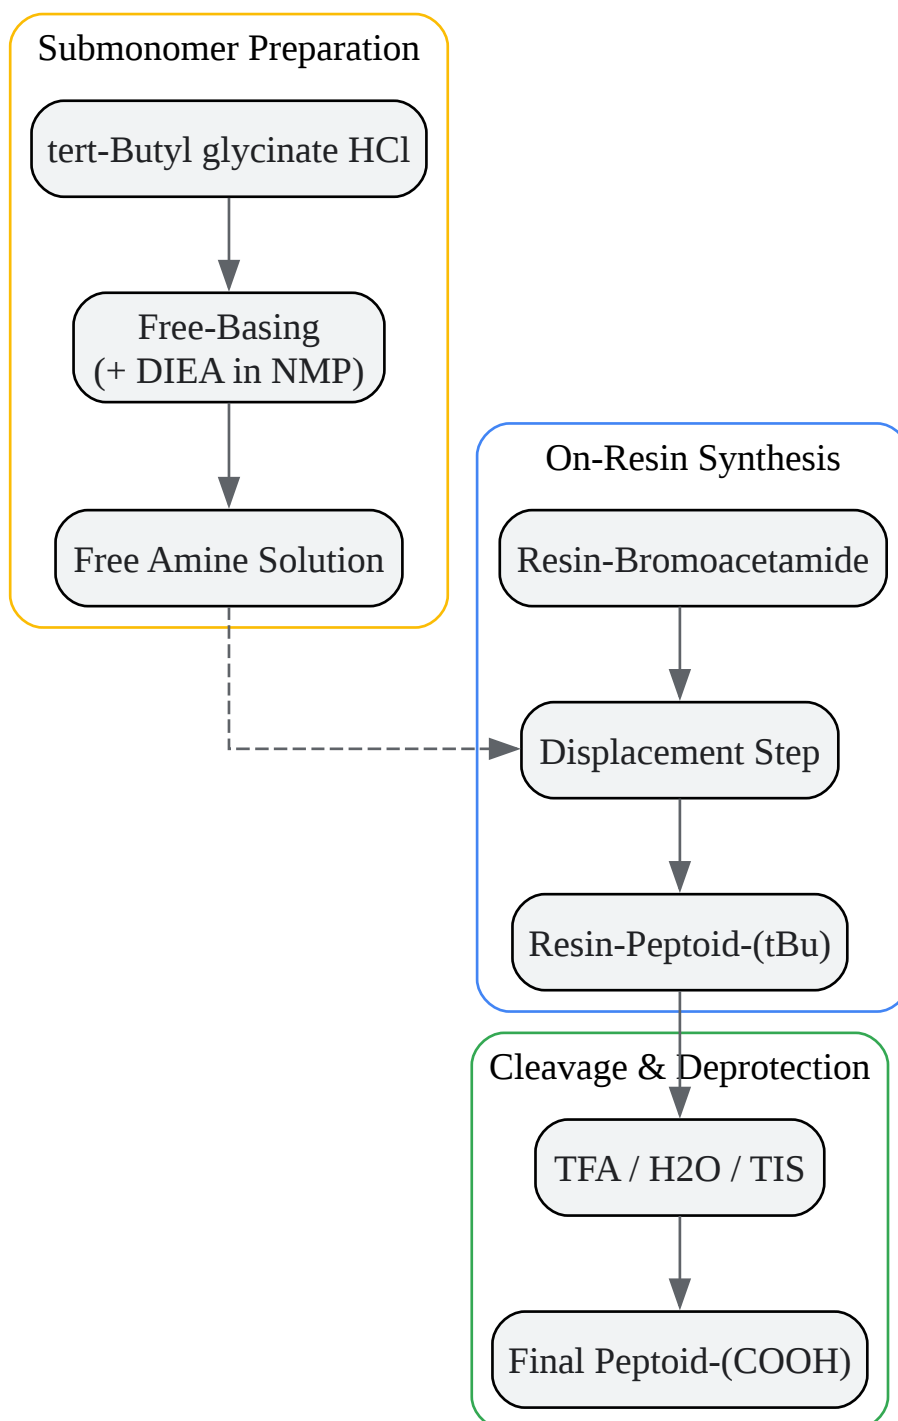 Submonomer Preparation
tert-Butyl glycinate HCl
Free-Basing
(+ DIEA in NMP)
Free Amine Solution
On-Resin Synthesis
Resin-Bromoacetamide
Displacement Step
Resin-Peptoid-(tBu)
Cleavage & Deprotection
TFA / H2O / TIS
Final Peptoid-(COOH)